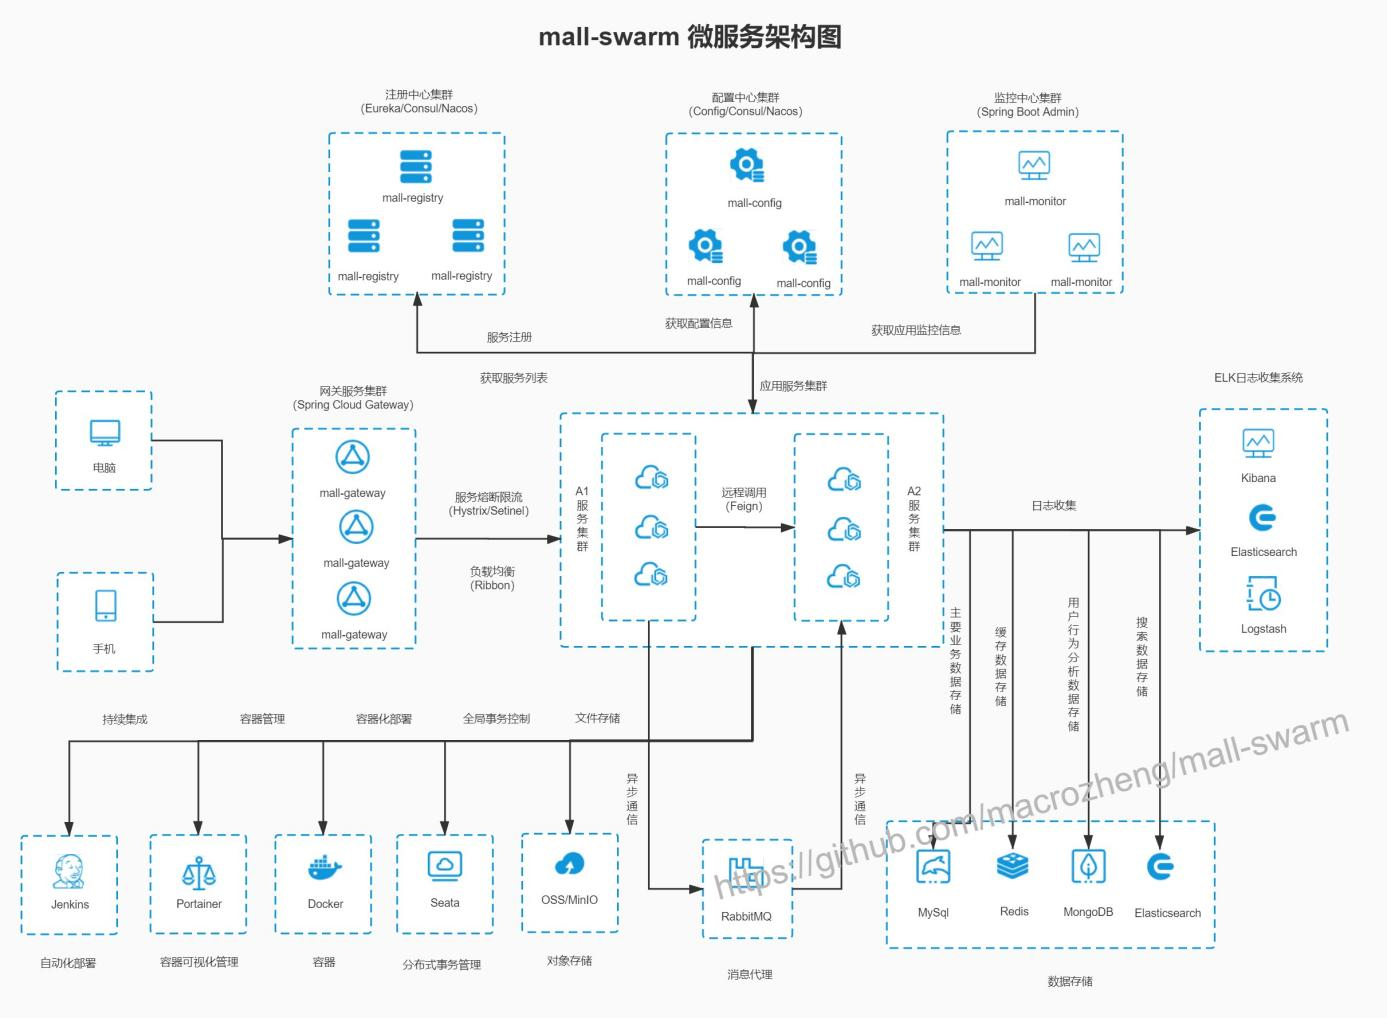 mall-swarm 微服务架构图
注册中心集群
(Eureka/Consul/Nacos)
配置中心集群
(Config/Consul/Nacos)
监控中心集群
(Spring Boot Admin)
mall-registry
mall-registry
mall-registry
mall-config
mall-config
mall-config
mall-monitor
mall-monitor
mall-monitor
服务注册
获取配置信息
获取应用监控信息
获取服务列表
应用服务集群
ELK日志收集系统
网关服务集群
(Spring Cloud Gateway)
电脑
手机
mall-gateway
mall-gateway
mall-gateway
服务熔断限流
(Hystrix/Setinel)
负载均衡
(Ribbon)
A1服务集群
远程调用
(Feign)
A2服务集群
日志收集
Kibana
Elasticsearch
Logstash
主要业务数据存储
缓存数据存储
用户行为分析数据存储
搜索数据存储
持续集成
容器管理
容器化部署
全局事务控制
文件存储
异步通信
异步通信
Jenkins
Portainer
Docker
Seata
OSS/MinIO
RabbitMQ
MySql
Redis
MongoDB
Elasticsearch
自动化部署
容器可视化管理
容器
分布式事务管理
对象存储
消息代理
数据存储
https://github.com/macrozheng/mall-swarm